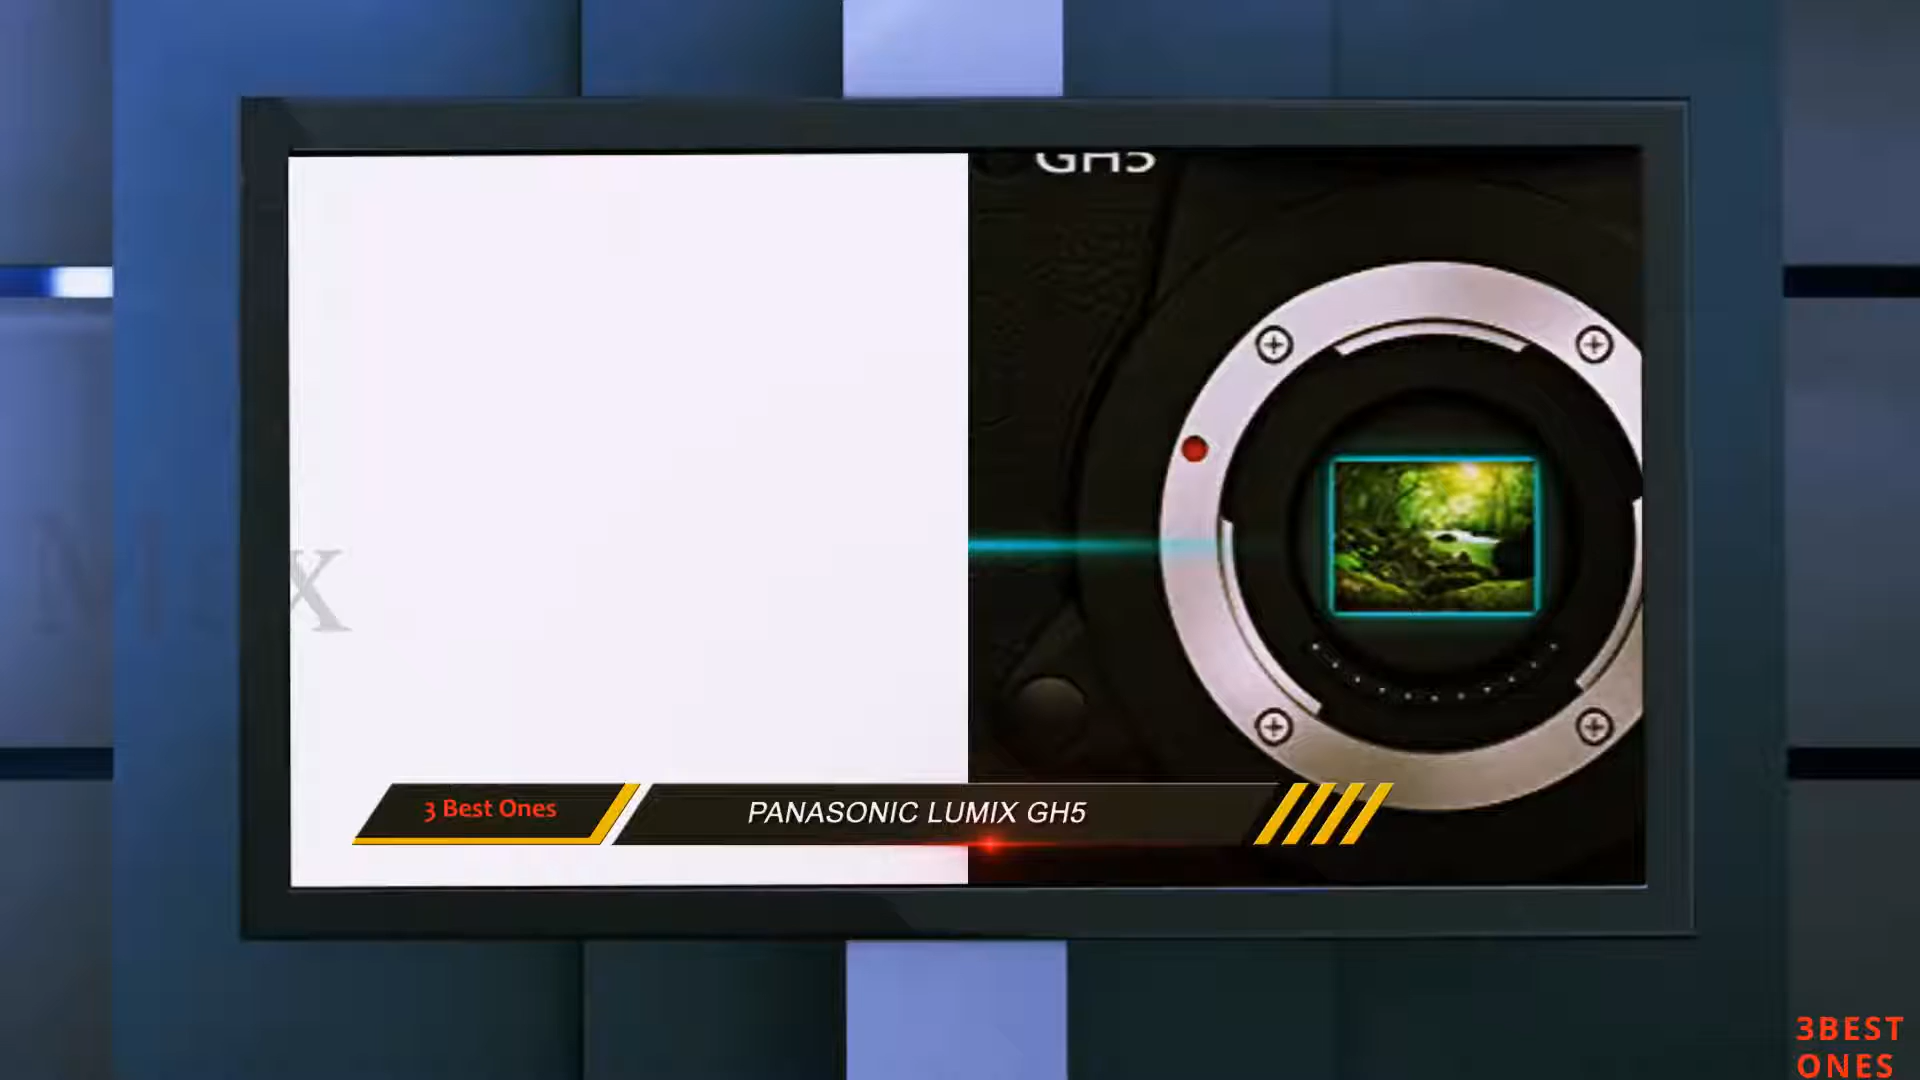 GH5
X
3 Best Ones
PANASONIC LUMIX GH5
3BEST
ONES